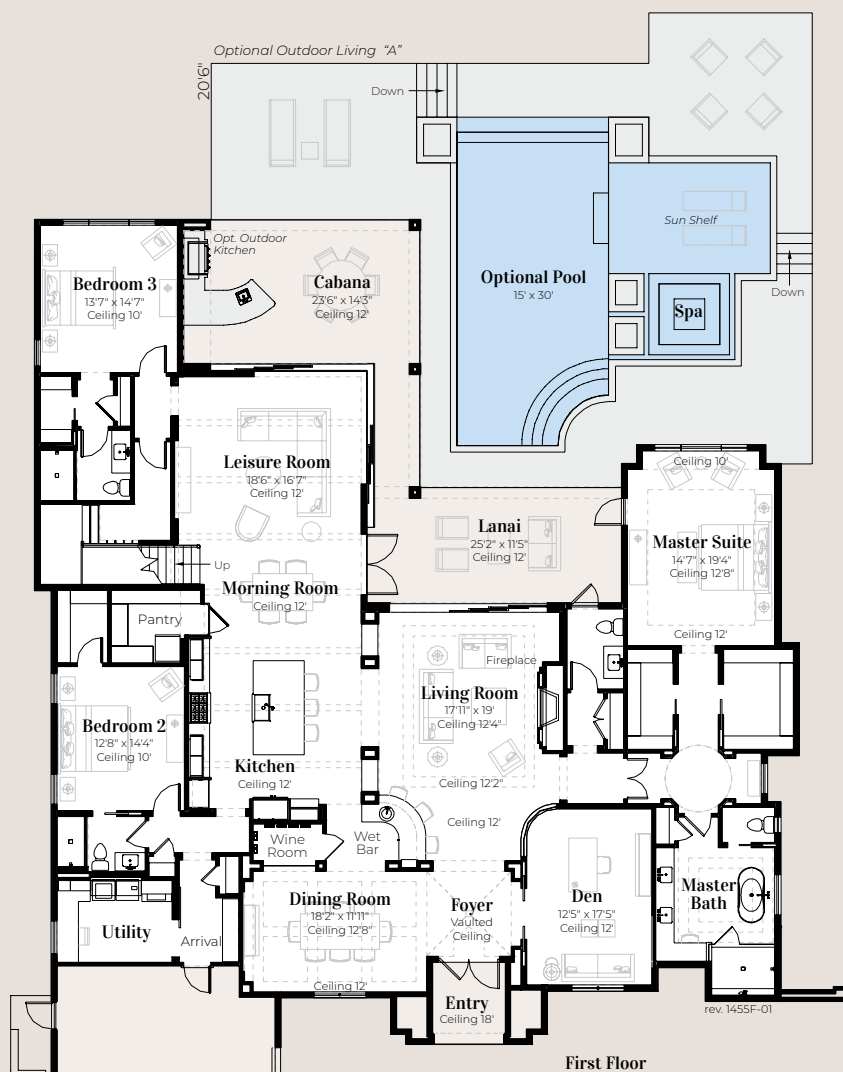 Optional Outdoor Living "A"
20'6"
Down
Sun Shelf
Opt. Outdoor
Kitchen
Cabana
23'6" x 14'3"
Ceiling 12'
Bedroom 3
13'7" x 14'7"
Ceiling 10'
Optional Pool
15' x 30'
Spa
Down
Leisure Room
18'6" x 16'7"
Ceiling 12'
Ceiling 10'
Lanai
25'2" x 11'5"
Ceiling 12'
Master Suite
14'7" x 19'4"
Ceiling 12'8"
Ceiling 12'
Up
Morning Room
Ceiling 12'
Pantry
Fireplace
Living Room
17'11" x 19'
Ceiling 12'4"
Ceiling 12'2"
Ceiling 12'
Bedroom 2
12'8" x 14'4"
Ceiling 10'
Kitchen
Ceiling 12'
Wine
Room
Wet
Bar
Dining Room
18'2" x 11'11"
Ceiling 12'8"
Ceiling 12'
Foyer
Vaulted
Ceiling
Den
12'5" x 17'5"
Ceiling 12'
Master
Bath
Utility
Arrival
Entry
Ceiling 18'
rev. 1455F-01
First Floor